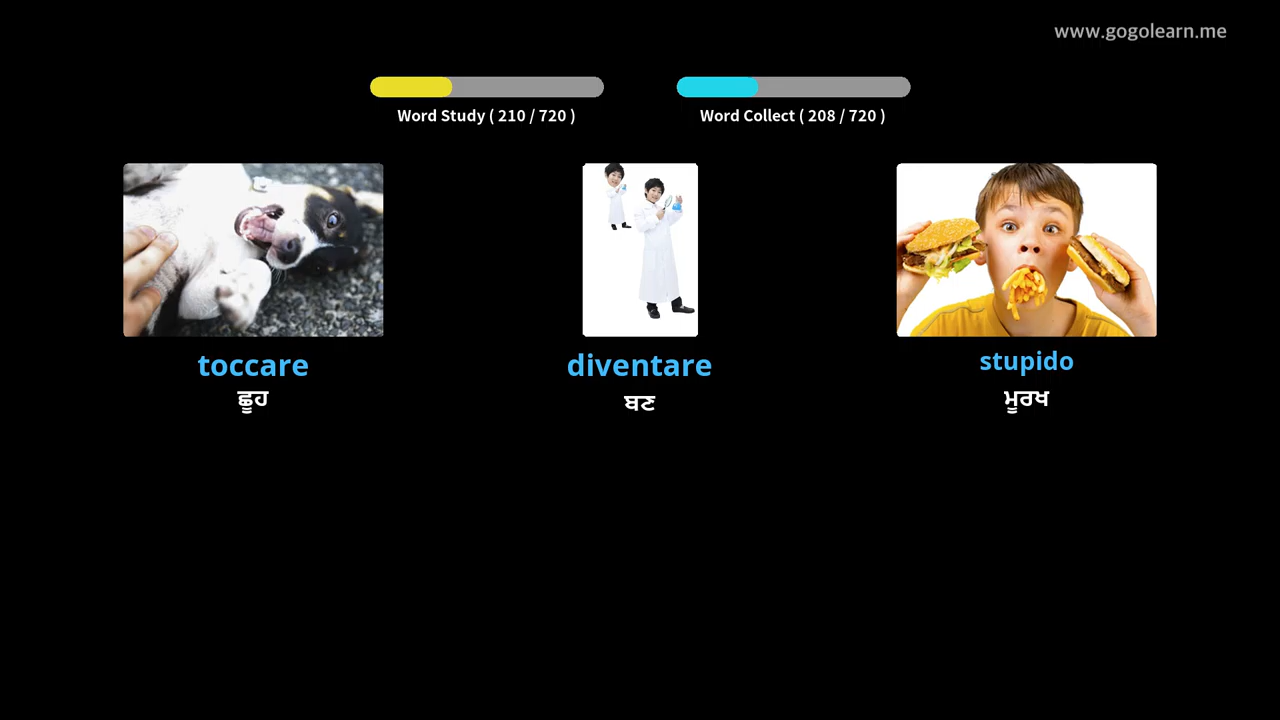 www.gogolearn.me
Word Study ( 210 / 720 )
Word Collect ( 208 / 720 )
toccare
ਛੂਹ
diventare
ਬਣ
stupido
ਮੂਰਖ